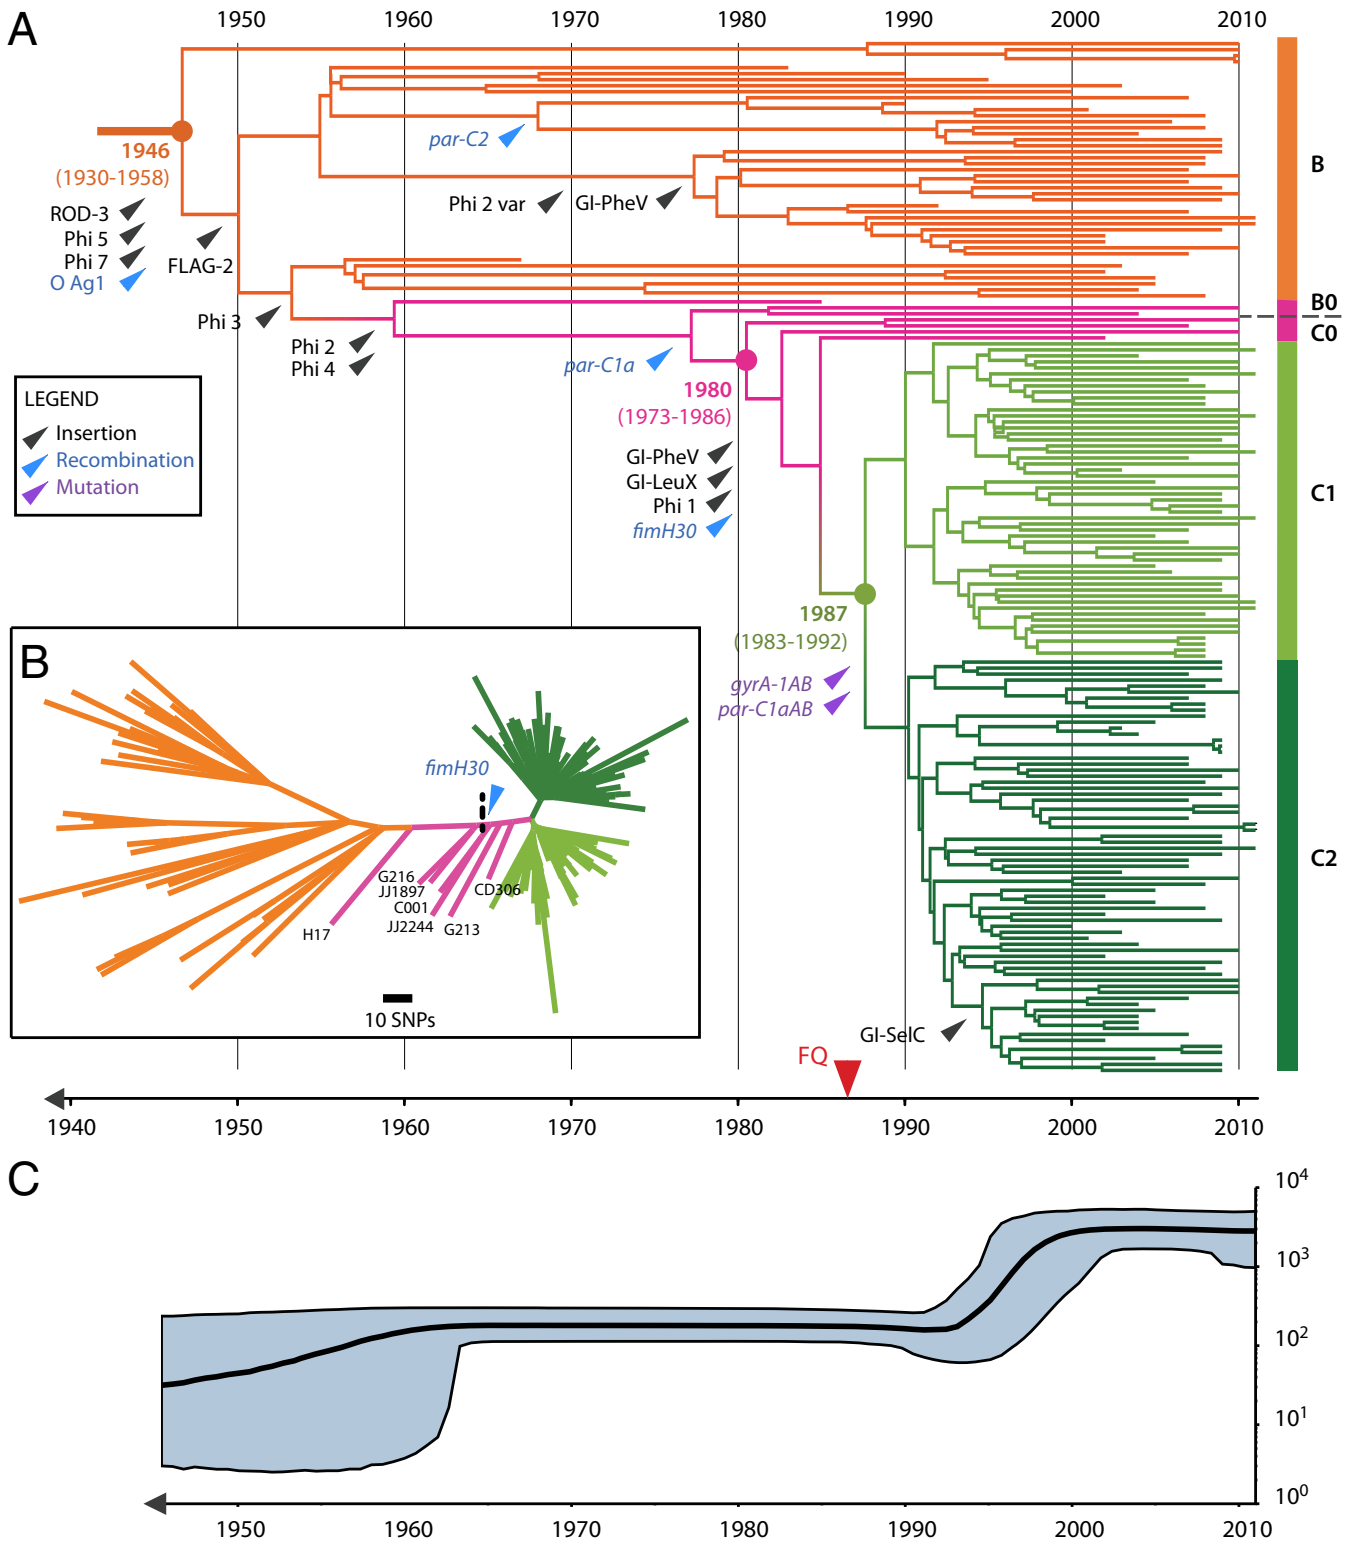 A
1950 1960 1970 1980 1990 2000 2010
1946
(1930-1958)
ROD-3
Phi 5
Phi 7
O Ag1
FLAG-2
par-C2
Phi 2 var
GI-PheV
Phi 3
Phi 2
Phi 4
par-C1a
1980
(1973-1986)
GI-PheV
GI-LeuX
Phi 1
fimH30
B
B0
C0
C1
C2
LEGEND
Insertion
Recombination
Mutation
1987
(1983-1992)
gyrA-1AB
par-C1aAB
GI-SelC
FQ
B
fimH30
G216
JJ1897
C001
JJ2244
G213
CD306
H17
10 SNPs
1940 1950 1960 1970 1980 1990 2000 2010
C
10⁴
10³
10²
10¹
10⁰
1950 1960 1970 1980 1990 2000 2010